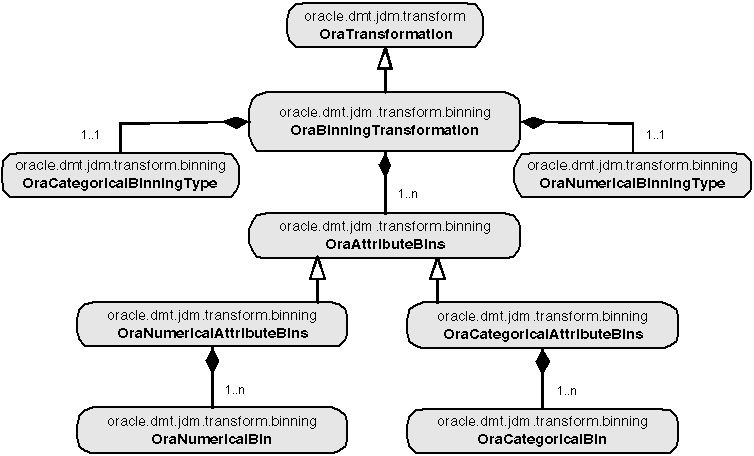 oracle.dmt.jdm.transform
OraTransformation
oracle.dmt.jdm .transform.binning
OraBinningTransformation
1..1
1..1
oracle.dmt.jdm.transform.binning
OraCategoricalBinningType
oracle.dmt.jdm.transform.binning
OraNumericalBinningType
1..n
oracle.dmt.jdm .transform.binning
OraAttributeBins
oracle.dmt.jdm.transform.binning
OraNumericalAttributeBins
oracle.dmt.jdm .transform.binning
OraCategoricalAttributeBins
1..n
1..n
oracle.dmt.jdm.transform.binning
OraNumericalBin
oracle.dmt.jdm .transform.binning
OraCategoricalBin